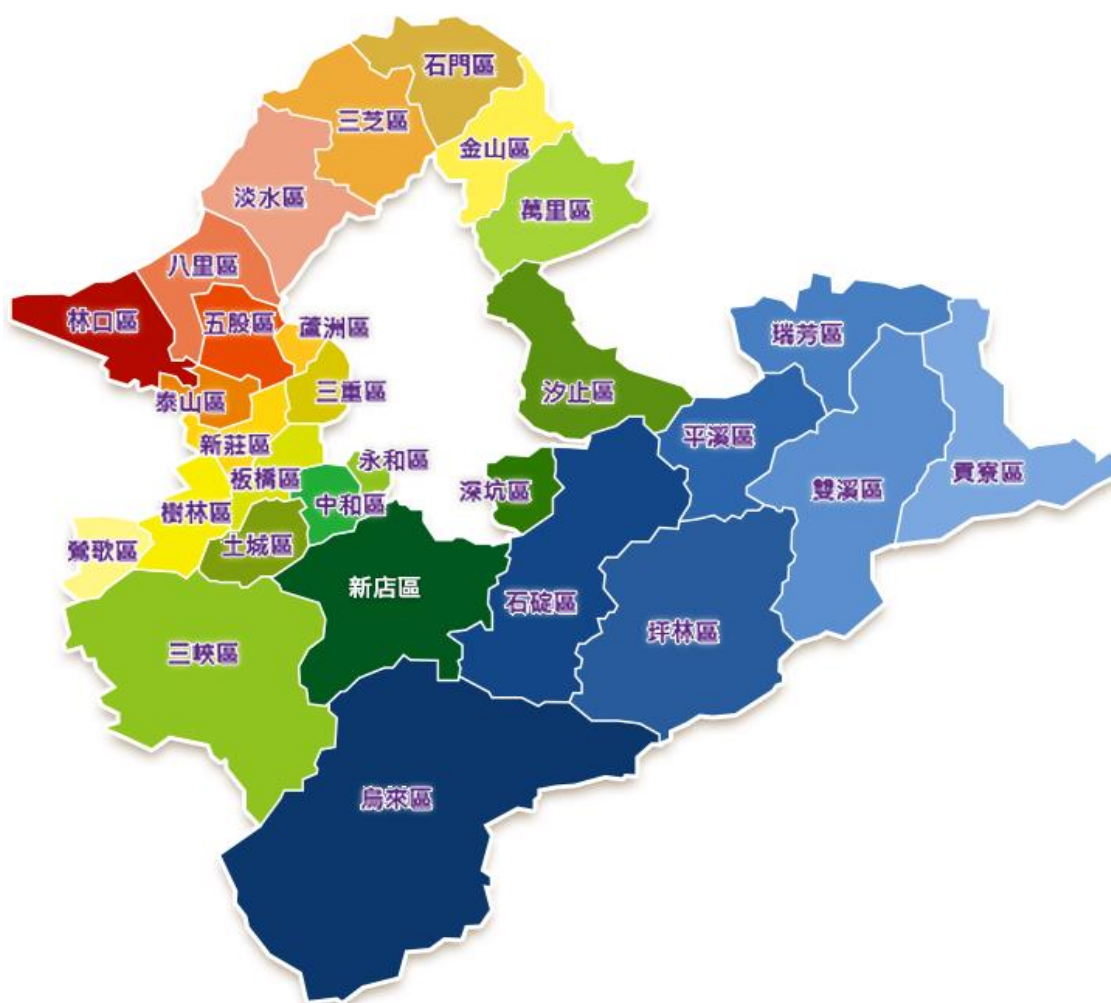 石門區
三芝區
金山區
淡水區
萬里區
八里區
林口區
五股區
蘆洲區
瑞芳區
泰山區
三重區
汐止區
新莊區
平溪區
板橋區
永和區
深坑區
雙溪區
貢寮區
樹林區
中和區
鶯歌區
土城區
新店區
石碇區
坪林區
三峽區
烏來區